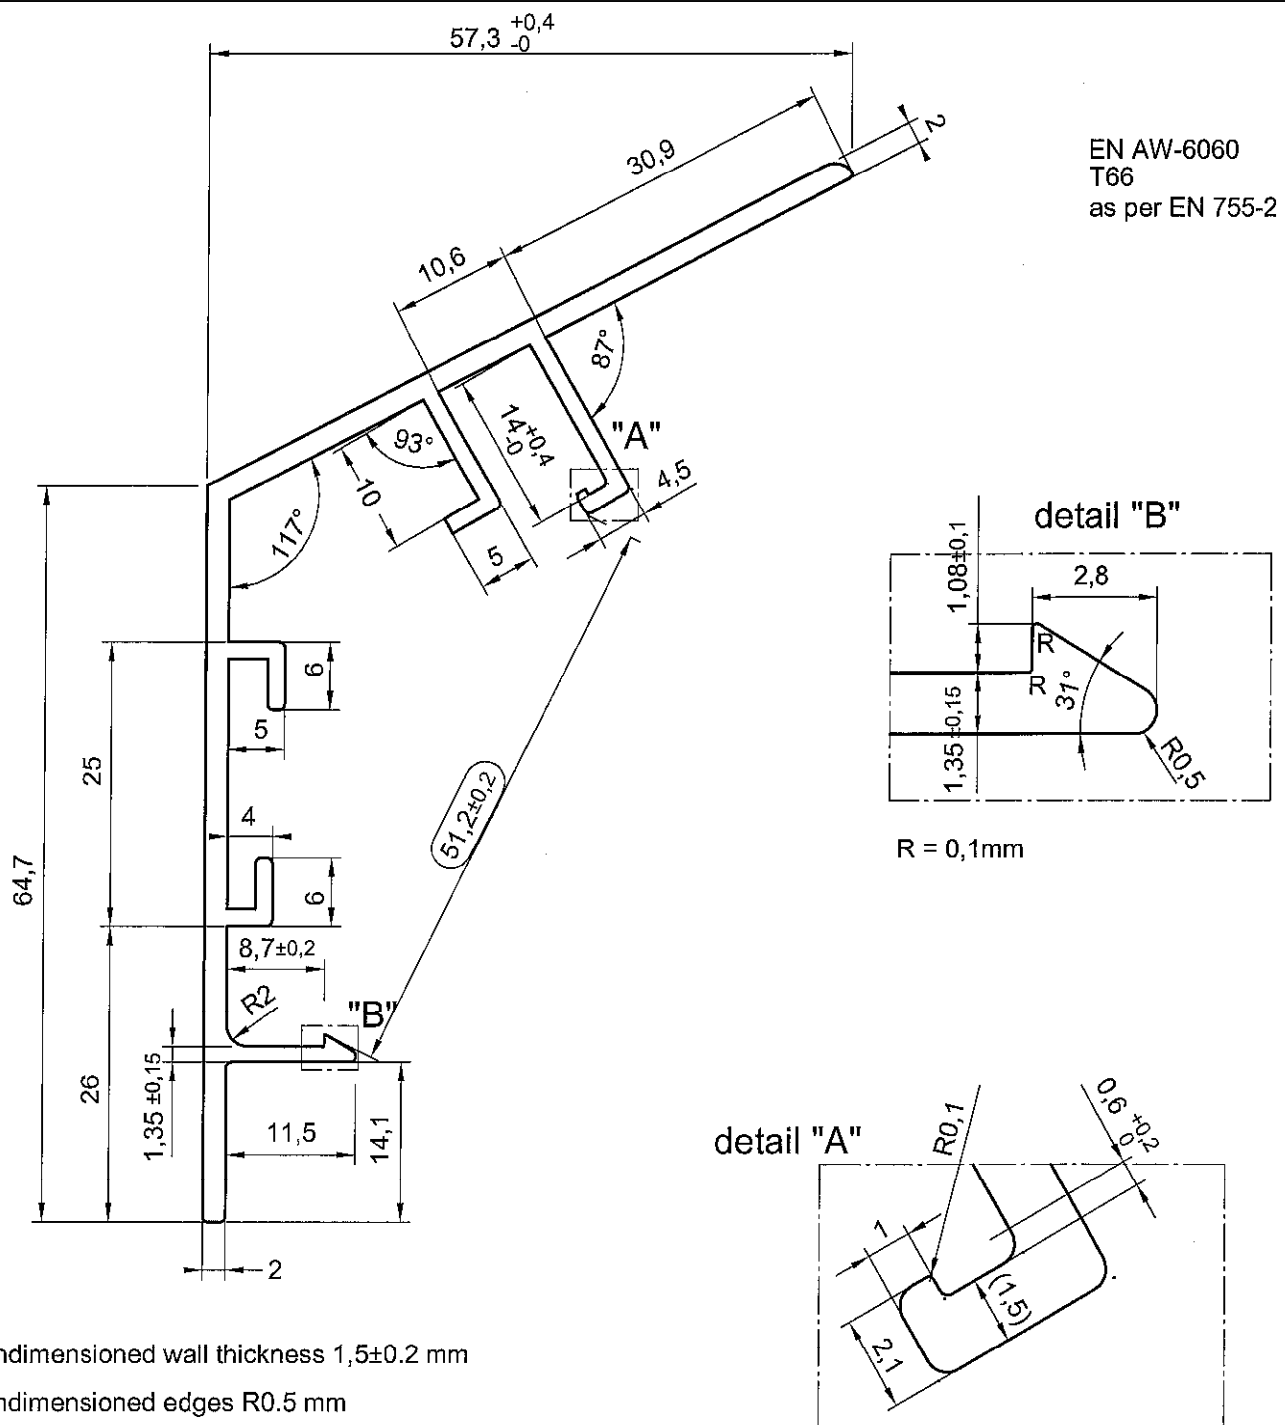 57,3 +0,4 -0
2
30,9
EN AW-6060
T66
as per EN 755-2
10,6
87°
14 +0,4 -0
93°
"A"
4,5
10
117°
5
detail "B"
1,08±0,1
2,8
R
R
31°
1,35±0,15
R0,5
R = 0,1mm
6
5
25
51,2±0,2
4
64,7
6
8,7±0,2
R2
"B"
26
1,35 ±0,15
11,5
14,1
2
detail "A"
R0,1
0,6 +0,2 0
1
(1,5)
2,1
ndimensioned wall thickness 1,5±0.2 mm
ndimensioned edges R0.5 mm